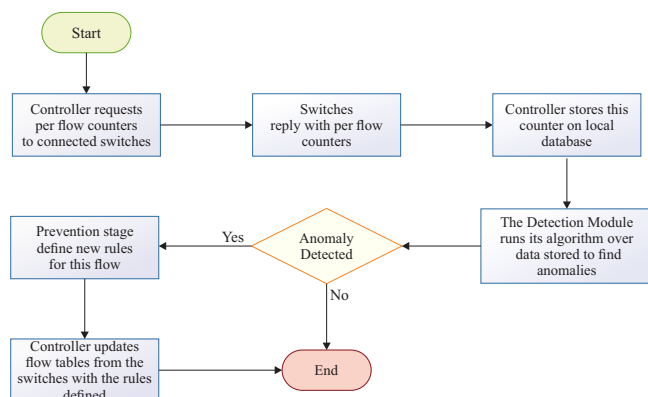 Start
Controller requests
per flow counters
to connected switches
Switches
reply with per flow
counters
Controller stores this
counter on local
database
The Detection Module
runs its algorithm over
data stored to find
anomalies
Anomaly
Detected
Yes
No
Prevention stage
define new rules
for this flow
Controller updates
flow tables from the
switches with the rules
defined
End